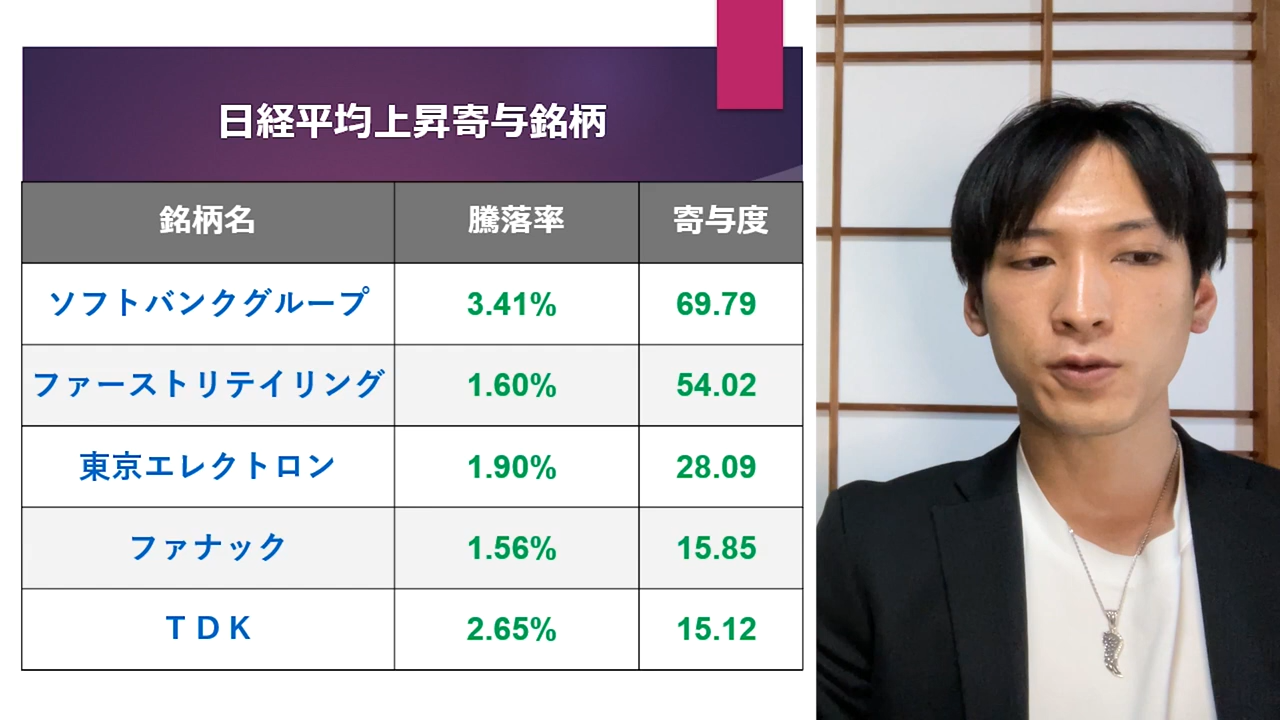 日経平均上昇寄与銘柄
銘柄名 騰落率 寄与度
ソフトバンクグループ 3.41% 69.79
ファーストリテイリング 1.60% 54.02
東京エレクトロン 1.90% 28.09
ファナック 1.56% 15.85
ＴＤＫ 2.65% 15.12